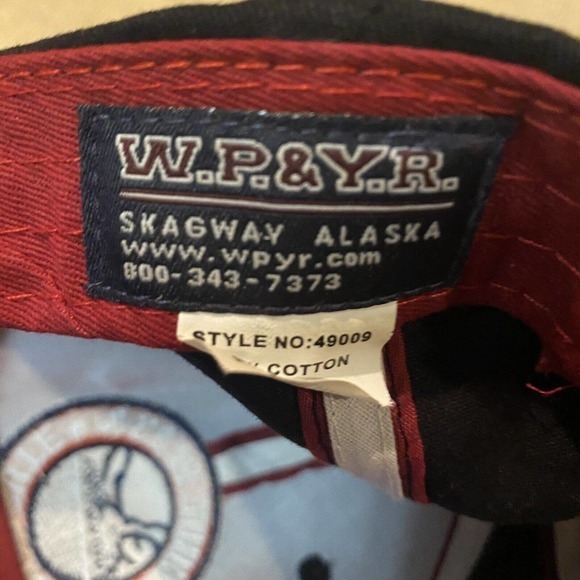 W.P.&Y.R.
SKAGWAY ALASKA
www.wpyr.com
800-343-7373
STYLE NO:49009
COTTON